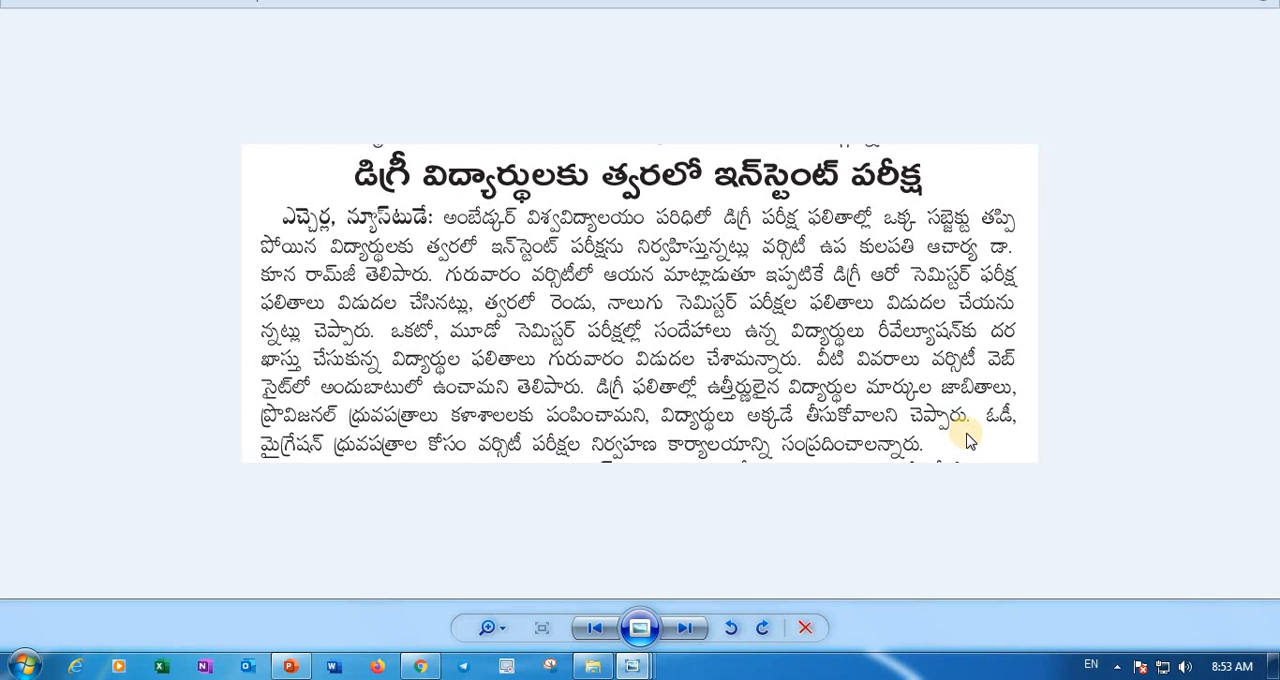 డిగ్రీ విద్యార్థులకు త్వరలో ఇన్‌స్టెంట్ పరీక్ష
ఎచ్చెర్ల, న్యూస్‌టుడే: అంబేడ్కర్ విశ్వవిద్యాలయం పరిధిలో డిగ్రీ పరీక్ష ఫలితాల్లో ఒక్క సబ్జెక్టు తప్పి
పోయిన విద్యార్థులకు త్వరలో ఇన్‌స్టెంట్ పరీక్షను నిర్వహిస్తున్నట్లు వర్సిటీ ఉప కులపతి ఆచార్య డా.
కూన రామ్‌జీ తెలిపారు. గురువారం వర్సిటీలో ఆయన మాట్లాడుతూ ఇప్పటికే డిగ్రీ ఆరో సెమిస్టర్ ఫరీక్ష
ఫలితాలు విడుదల చేసినట్లు, త్వరలో రెండు, నాలుగు సెమిస్టర్ పరీక్షల ఫలితాలు విడుదల చేయను
న్నట్లు చెప్పారు. ఒకటో, మూడో సెమిస్టర్ పరీక్షల్లో సందేహాలు ఉన్న విద్యార్థులు రీవేల్యూషన్‌కు దర
ఖాస్తు చేసుకున్న విద్యార్థుల ఫలితాలు గురువారం విడుదల చేశామన్నారు. వీటి వివరాలు వర్సిటీ వెబ్
సైట్‌లో అందుబాటులో ఉంచామని తెలిపారు. డిగ్రీ ఫలితాల్లో ఉత్తీర్ణులైన విద్యార్థుల మార్కుల జాబితాలు,
ప్రొవిజనల్ ధ్రువపత్రాలు కళాశాలలకు పంపించామని, విద్యార్థులు అక్కడే తీసుకోవాలని చెప్పారు. ఓడీ,
మైగ్రేషన్ ధ్రువపత్రాల కోసం వర్సిటీ పరీక్షల నిర్వహణ కార్యాలయాన్ని సంప్రదించాలన్నారు.
EN
8:53 AM